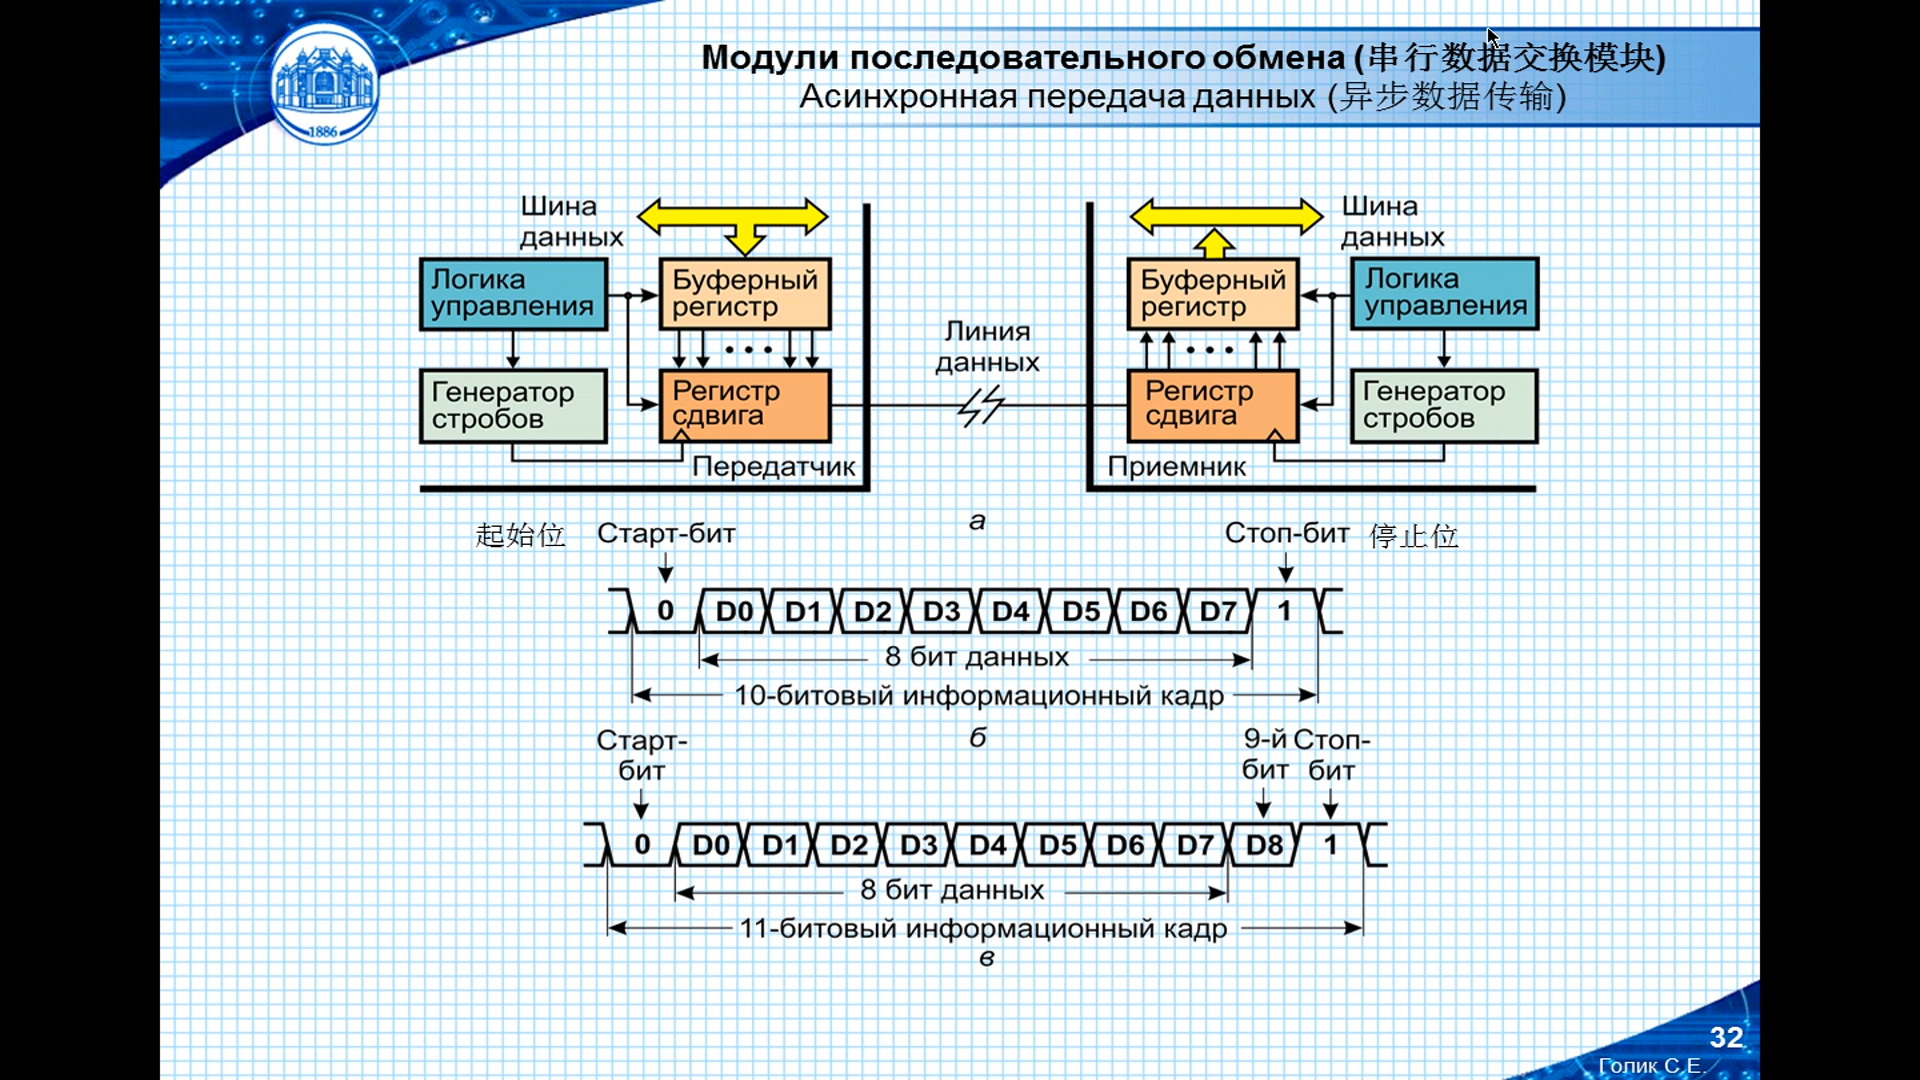 Модули последовательного обмена (串行数据交换模块)
Асинхронная передача данных (异步数据传输)
1886
Шина
данных
Логика
управления
Буферный
регистр
Генератор
стробов
Регистр
сдвига
Передатчик
Линия
данных
Шина
данных
Буферный
регистр
Логика
управления
Регистр
сдвига
Генератор
стробов
Приемник
а
起始位 Старт-бит
Стоп-бит 停止位
0 D0 D1 D2 D3 D4 D5 D6 D7 1
8 бит данных
10-битовый информационный кадр
б
Старт-
бит
9-й
бит
Стоп-
бит
0 D0 D1 D2 D3 D4 D5 D6 D7 D8 1
8 бит данных
11-битовый информационный кадр
в
32
Голик С.Е.